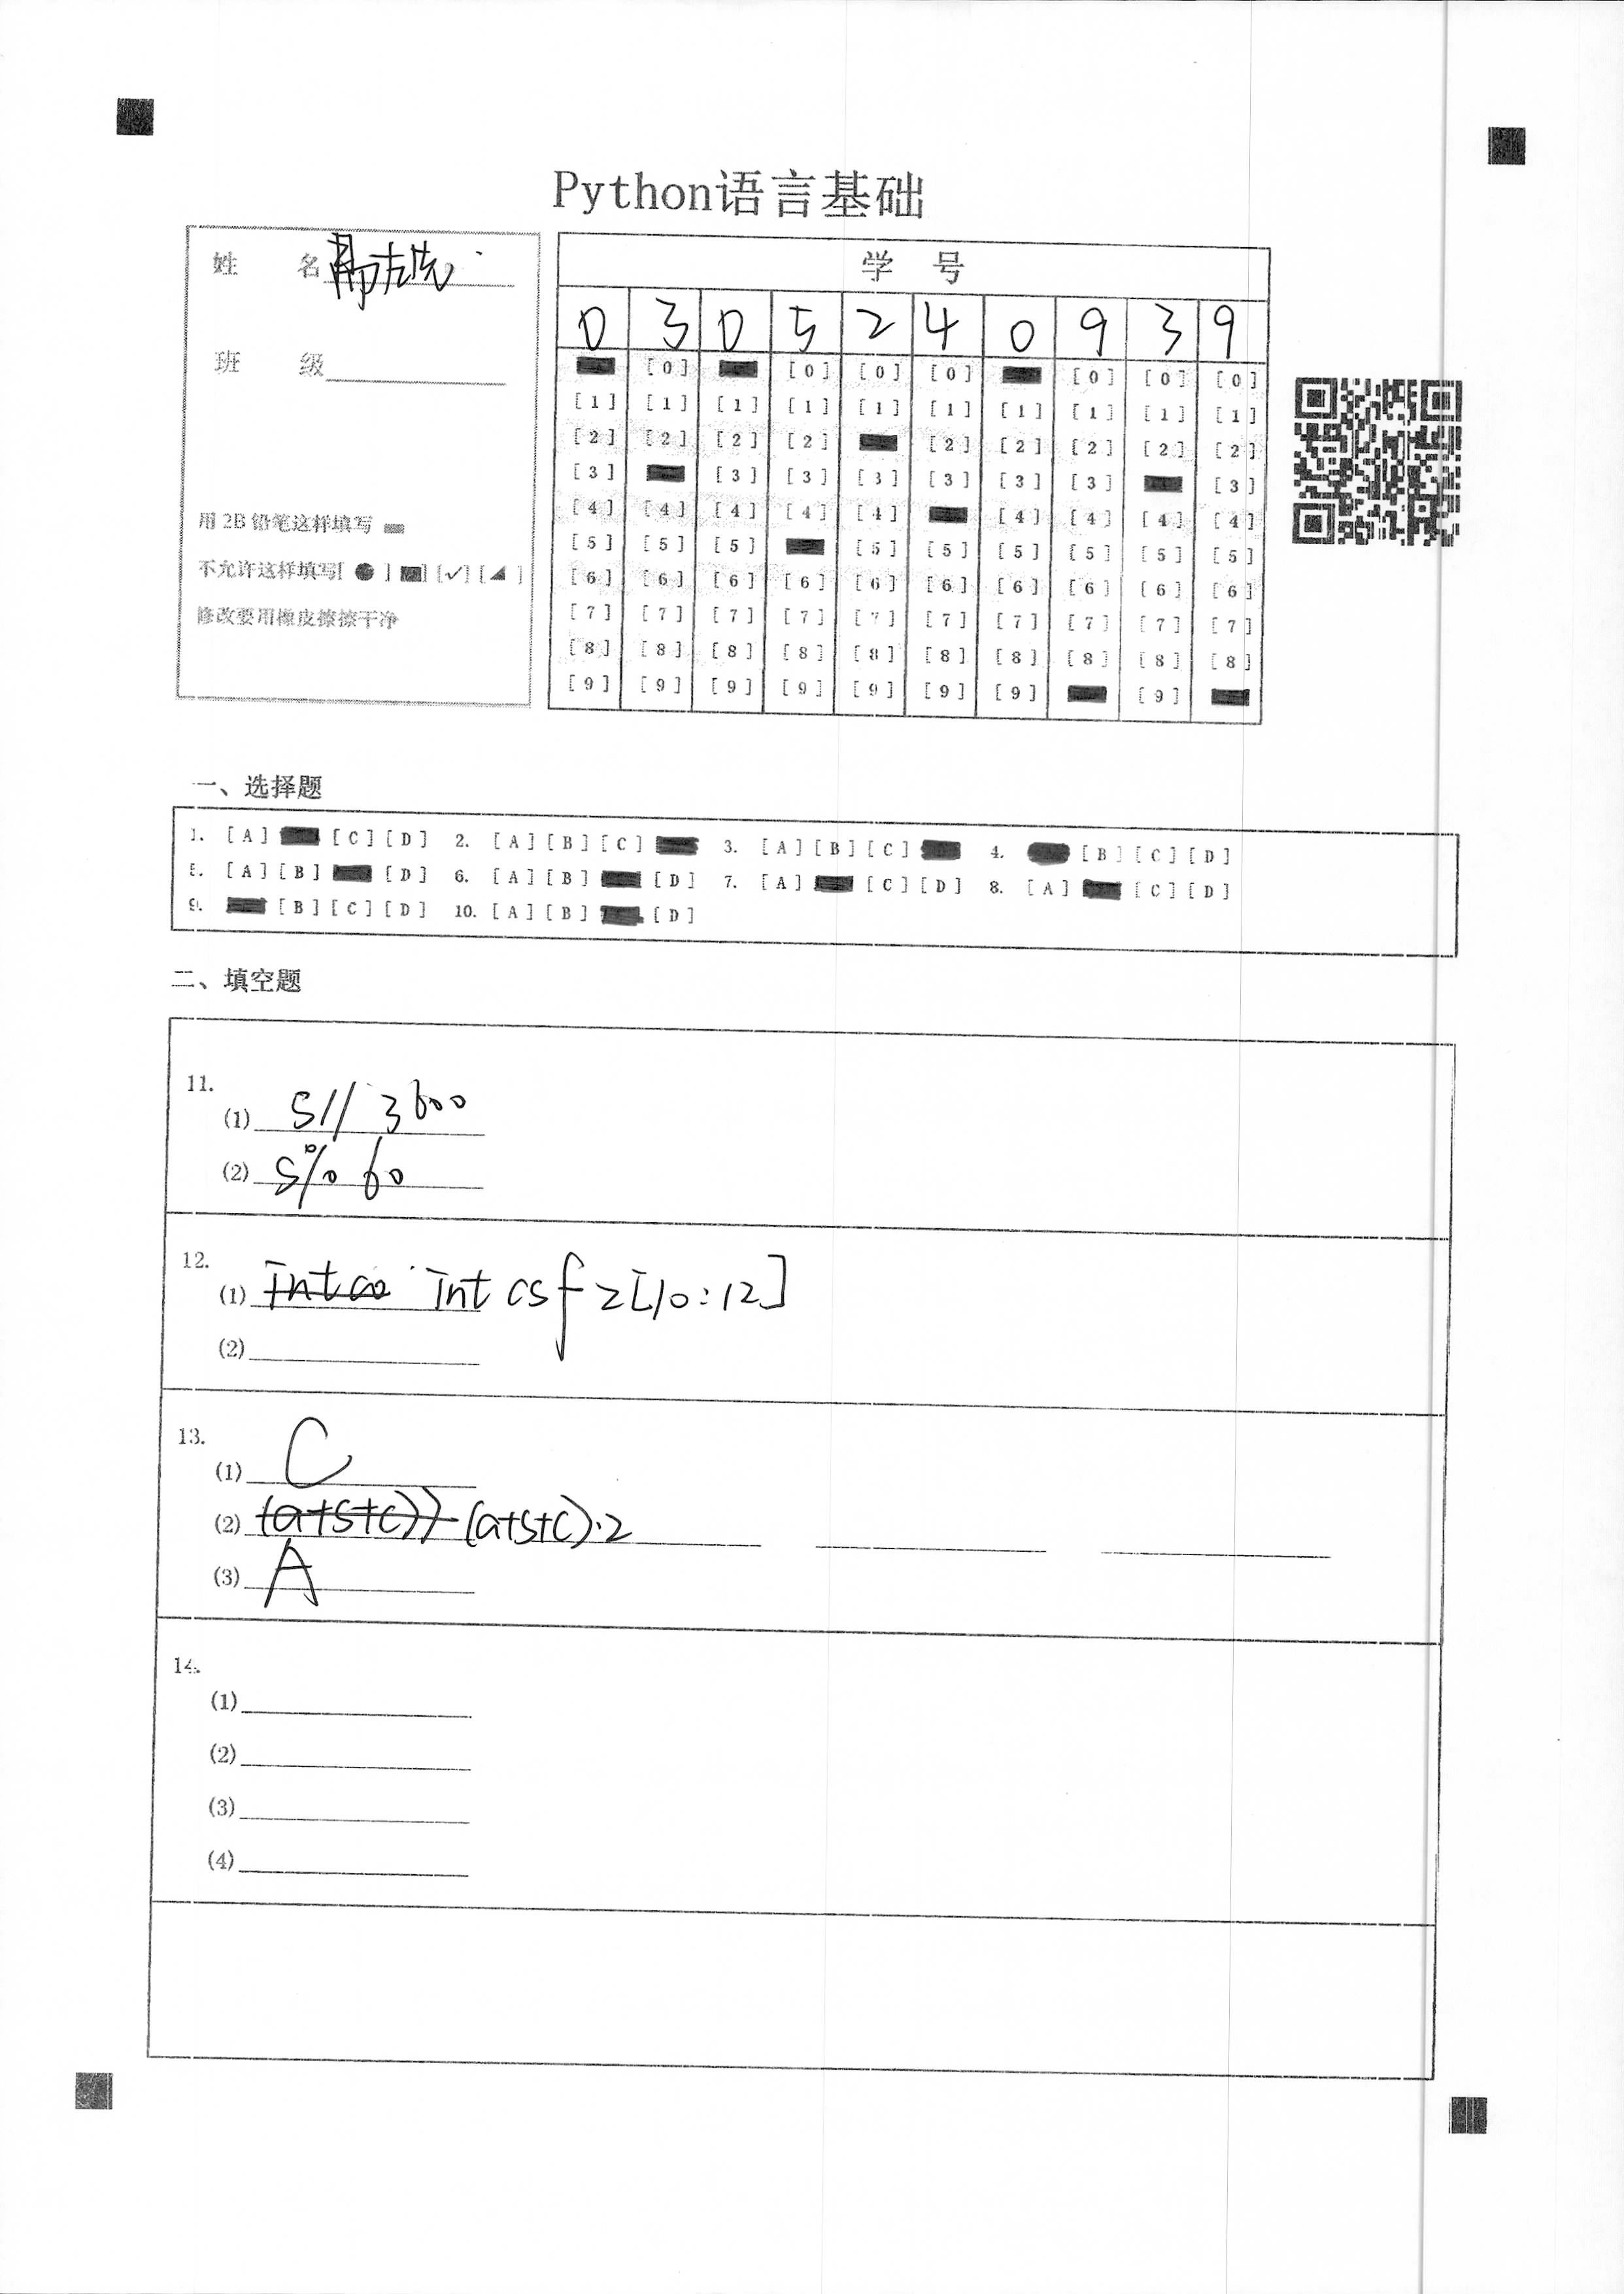 Python语言基础
姓 名
班 级
用 2B 铅笔这样填写
不允许这样填写[ ● ] [■] [✓] [◢ ]
修改要用橡皮擦擦干净
学 号
0 3 0 5 2 4 0 9 3 9
[0] [0] [0] [0] [0] [0] [0]
[1] [1] [1] [1] [1] [1] [1] [1] [1] [1]
[2] [2] [2] [2] [2] [2] [2] [2] [2]
[3] [3] [3] [3] [3] [3] [3] [3]
[4] [4] [4] [4] [4] [4] [4] [4] [4]
[5] [5] [5] [5] [5] [5] [5] [5] [5]
[6] [6] [6] [6] [6] [6] [6] [6] [6] [6]
[7] [7] [7] [7] [7] [7] [7] [7] [7] [7]
[8] [8] [8] [8] [8] [8] [8] [8] [8] [8]
[9] [9] [9] [9] [9] [9] [9] [9]
一、选择题
1. [A] [C] [D] 2. [A] [B] [C] 3. [A] [B] [C] 4. [B] [C] [D]
5. [A] [B] [D] 6. [A] [B] [D] 7. [A] [C] [D] 8. [A] [C] [D]
9. [B] [C] [D] 10. [A] [B] [D]
二、填空题
11.
(1) s// 3600
(2) s% 60
12.
(1) int csfz[10:12]
(2)
13.
(1) C
(2) (a+s+c)·2
(3) A
14.
(1)
(2)
(3)
(4)